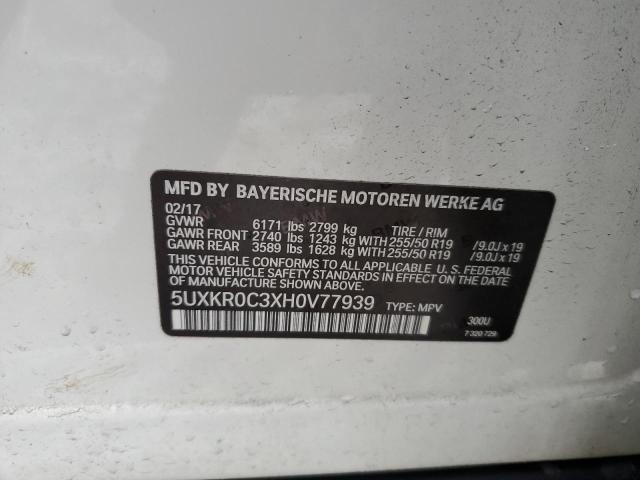 MFD BY BAYERISCHE MOTOREN WERKE AG
02/17
GVWR 6171 lbs 2799 kg TIRE / RIM
GAWR FRONT 2740 lbs 1243 kg WITH 255/50 R19 /9.0J x 19
GAWR REAR 3589 lbs 1628 kg WITH 255/50 R19 /9.0J x 19
THIS VEHICLE CONFORMS TO ALL APPLICABLE U.S. FEDERAL
MOTOR VEHICLE SAFETY STANDARDS IN EFFECT ON THE
DATE OF MANUFACTURE SHOWN ABOVE.
5UXKR0C3XH0V77939 TYPE: MPV
300U
7 320 729